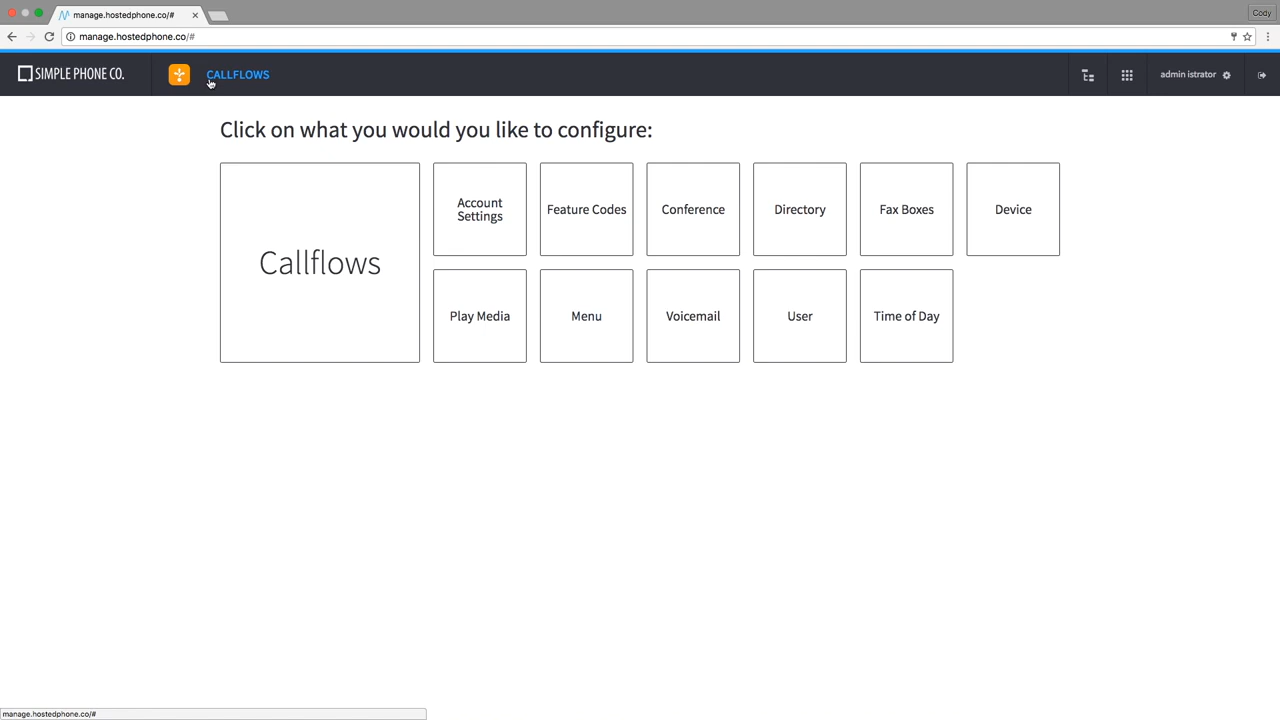 manage.hostedphone.co/#
Cody
manage.hostedphone.co/#
SIMPLE PHONE CO.
CALLFLOWS
admin istrator
Click on what you would you like to configure:
Callflows
Account
Settings
Feature Codes
Conference
Directory
Fax Boxes
Device
Play Media
Menu
Voicemail
User
Time of Day
manage.hostedphone.co/#